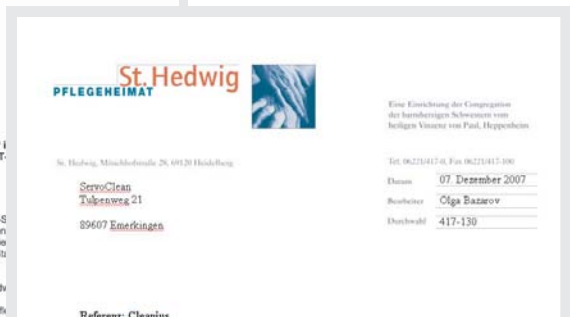 St. Hedwig
PFLEGEHEIMAT
Eine Einrichtung der Congregation
der barmherzigen Schwestern vom
heiligen Vinzenz von Paul, Heppenheim
St. Hedwig, Mönchhofstraße 28, 69120 Heidelberg
Tel. 06221/417-0, Fax 06221/417-100
ServoClean
Tulpenweg 21
89607 Emerkingen
Datum 07. Dezember 2007
Bearbeiter Olga Bazarov
Durchwahl 417-130
Referenz: Cleanius